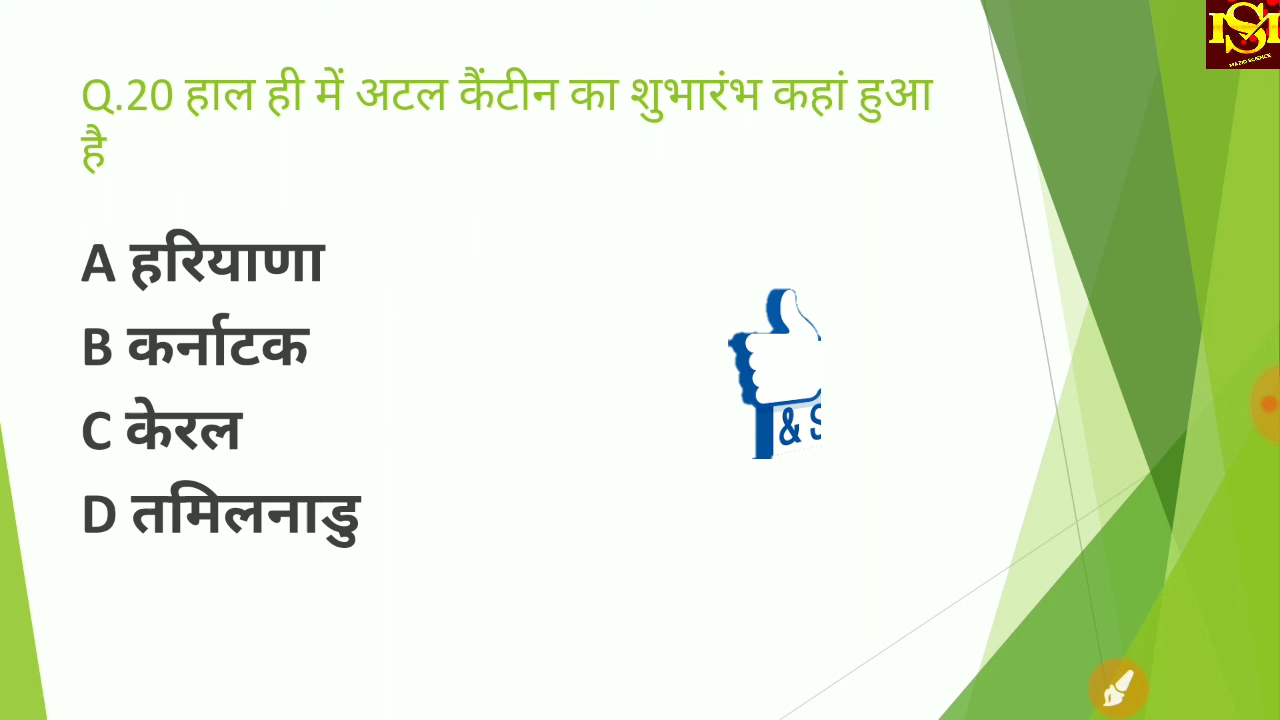 Q.20 हाल ही में अटल कैंटीन का शुभारंभ कहां हुआ
है
A हरियाणा
B कर्नाटक
C केरल
D तमिलनाडु
& S